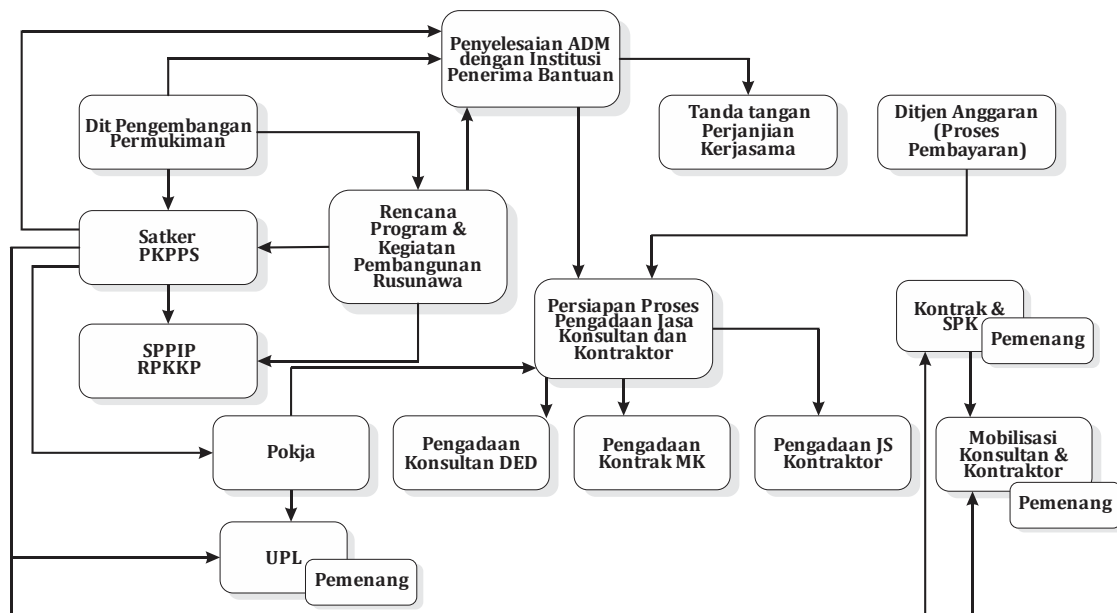 Penyelesaian ADM
dengan Institusi
Penerima Bantuan
Dit Pengembangan
Permukiman
Tanda tangan
Perjanjian
Kerjasama
Ditjen Anggaran
(Proses
Pembayaran)
Satker
PKPPS
Rencana
Program &
Kegiatan
Pembangunan
Rusunawa
Persiapan Proses
Pengadaan Jasa
Konsultan dan
Kontraktor
Kontrak &
SPK
Pemenang
SPPIP
RPKKP
Pokja
Pengadaan
Konsultan DED
Pengadaan
Kontrak MK
Pengadaan JS
Kontraktor
Mobilisasi
Konsultan &
Kontraktor
Pemenang
UPL
Pemenang